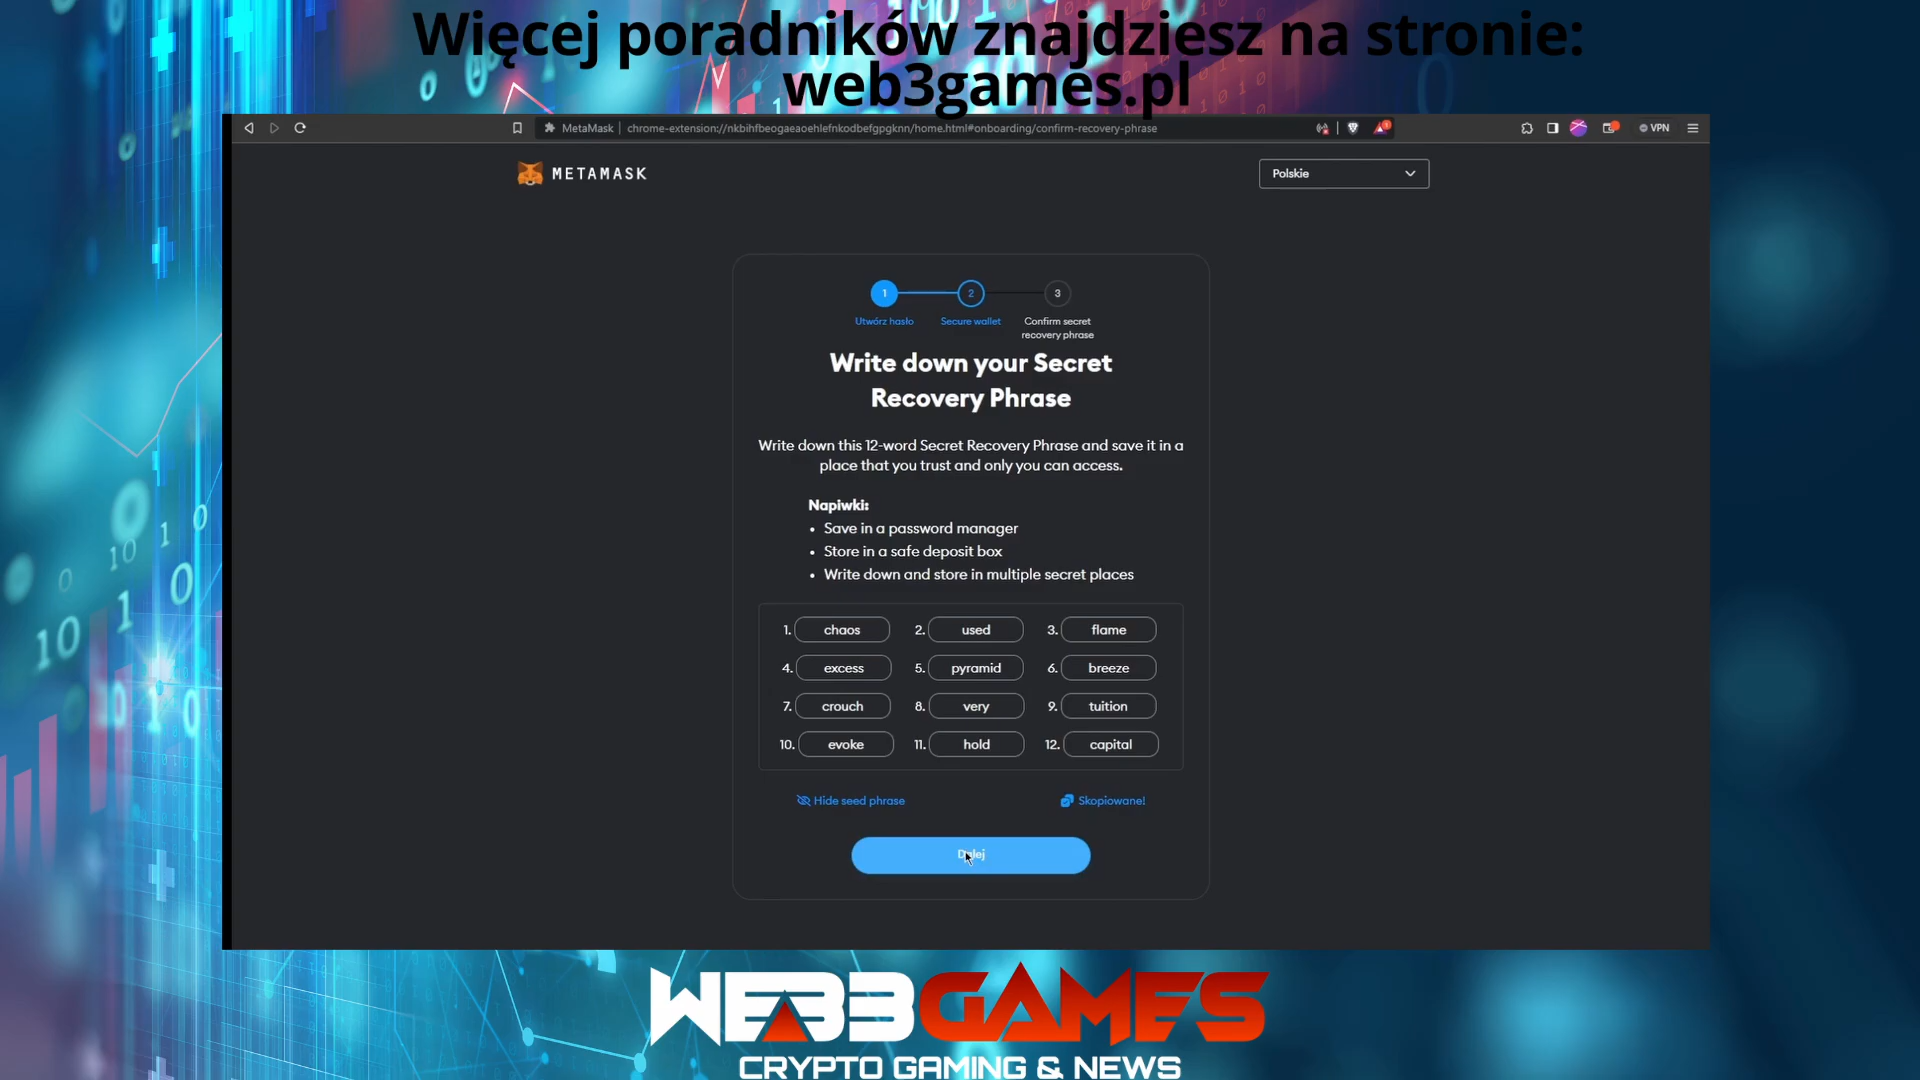 Więcej poradników znajdziesz na stronie:
web3games.pl
MetaMask | chrome-extension://nkbihfbeogaeaoehlefnkodbefgpgknn/home.html#onboarding/confirm-recovery-phrase
VPN
METAMASK
Polskie
1 2 3
Utwórz hasło Secure wallet Confirm secret
recovery phrase
Write down your Secret
Recovery Phrase
Write down this 12-word Secret Recovery Phrase and save it in a
place that you trust and only you can access.
Napiwki:
• Save in a password manager
• Store in a safe deposit box
• Write down and store in multiple secret places
1. chaos 2. used 3. flame
4. excess 5. pyramid 6. breeze
7. crouch 8. very 9. tuition
10. evoke 11. hold 12. capital
Hide seed phrase Skopiowane!
Dalej
WEB3GAMES
CRYPTO GAMING & NEWS